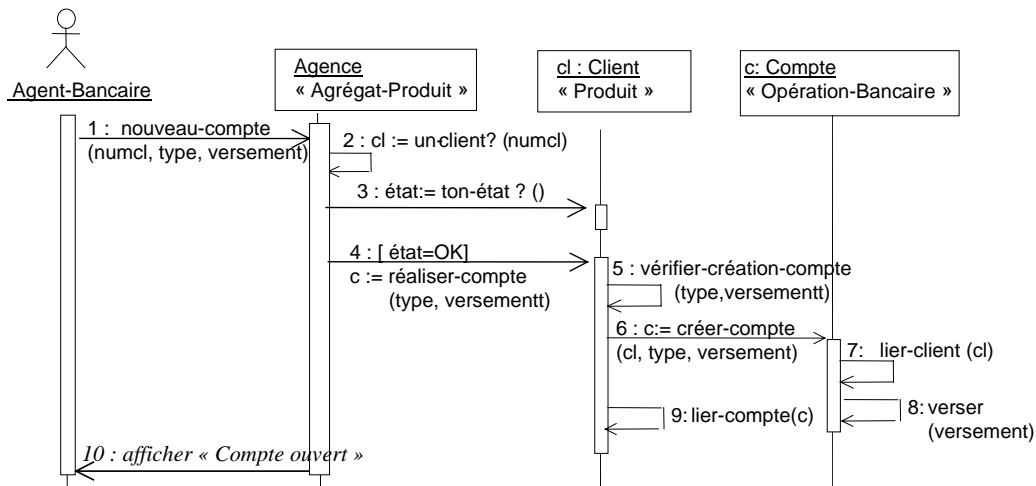 Agent-Bancaire
Agence
« Agrégat-Produit »
cl : Client
« Produit »
c: Compte
« Opération-Bancaire »
1 : nouveau-compte
(numcl, type, versement)
2 : cl := un-client? (numcl)
3 : état:= ton-état ? ()
4 : [ état=OK]
c := réaliser-compte
(type, versementt)
5 : vérifier-création-compte
(type,versementt)
6 : c:= créer-compte
(cl, type, versement)
7: lier-client (cl)
8: verser
(versement)
9: lier-compte(c)
10 : afficher « Compte ouvert »